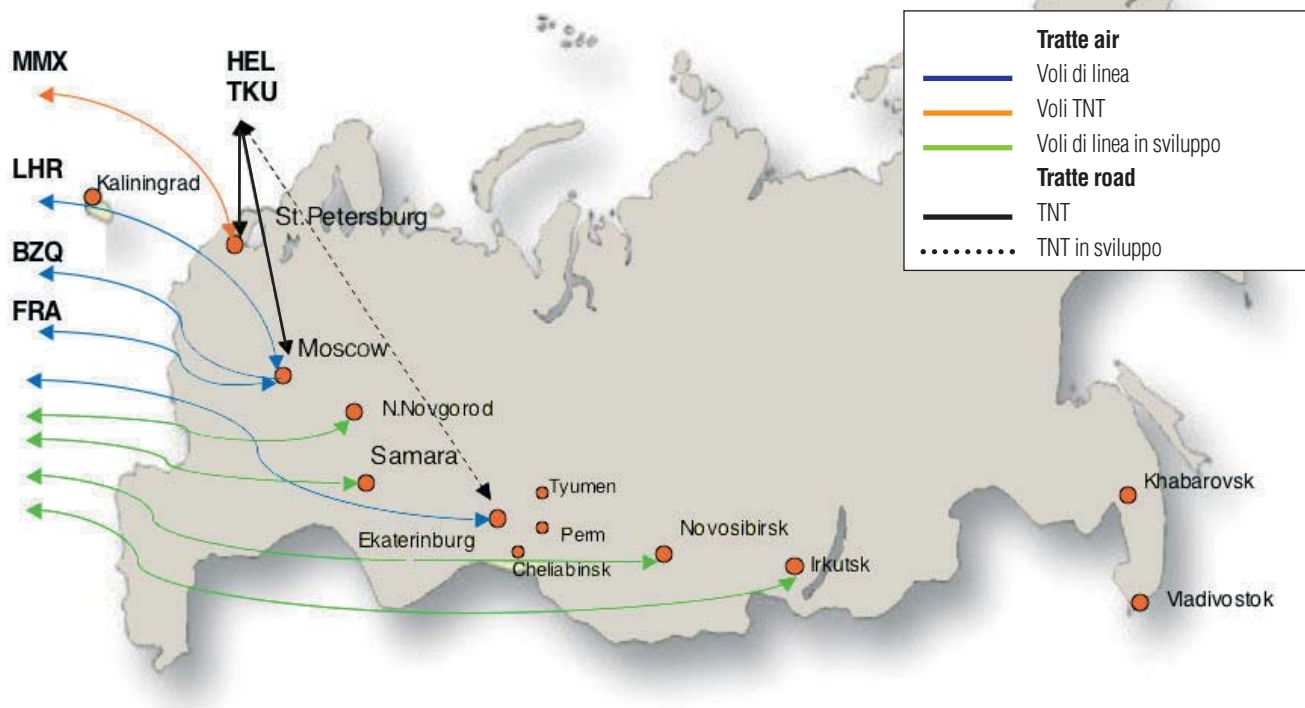 MMX
HEL
TKU
LHR
Kaliningrad
St.Petersburg
BZQ
FRA
Moscow
N.Novgorod
Samara
Tyumen
Ekaterinburg
Perm
Cheliabinsk
Novosibirsk
Irkutsk
Khabarovsk
Vladivostok
Tratte air
Voli di linea
Voli TNT
Voli di linea in sviluppo
Tratte road
TNT
TNT in sviluppo